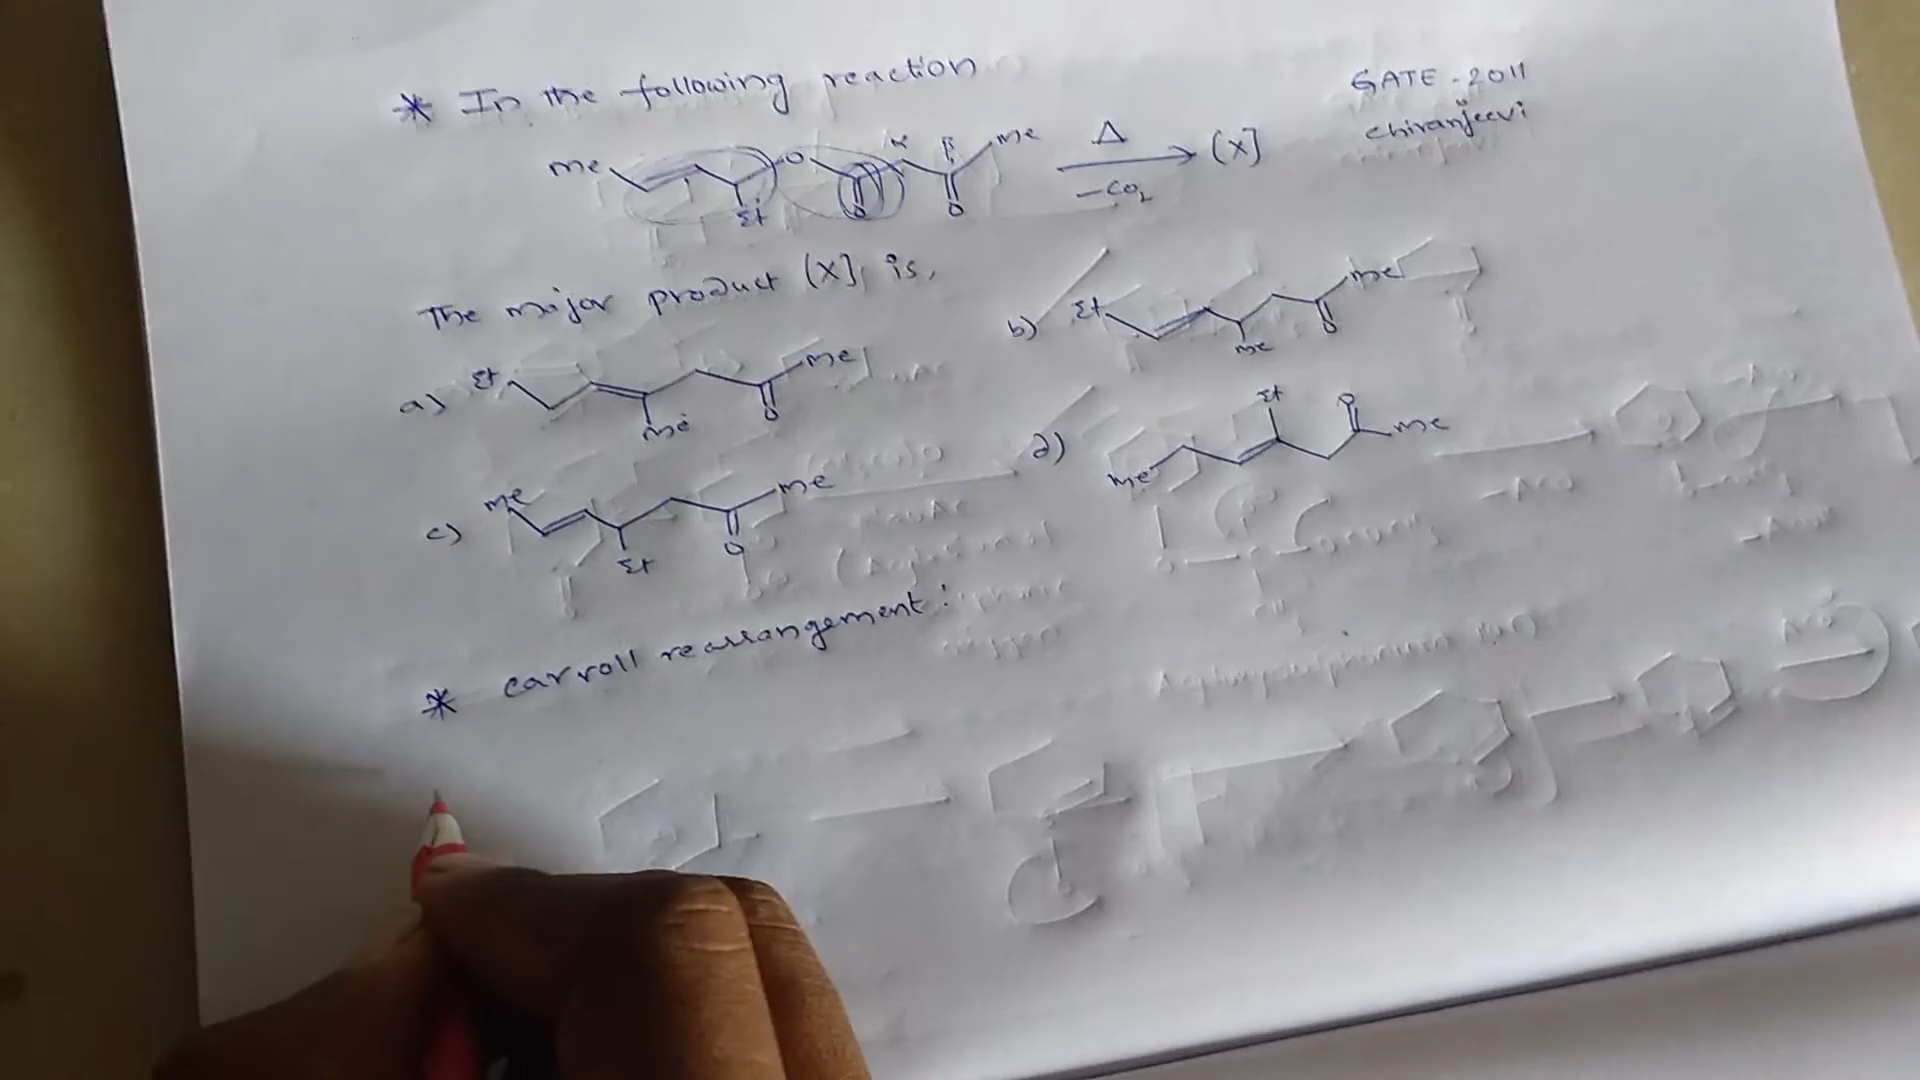 * In the following reaction
GATE - 2011
chiranjeevi
Me O α β Me Δ (X]
Et O O -CO2
The major product (X] is,
a) Et Me O Me
b) Et Me O Me
c) Me Et O Me
d) Me Et O Me
* carroll rearrangement: